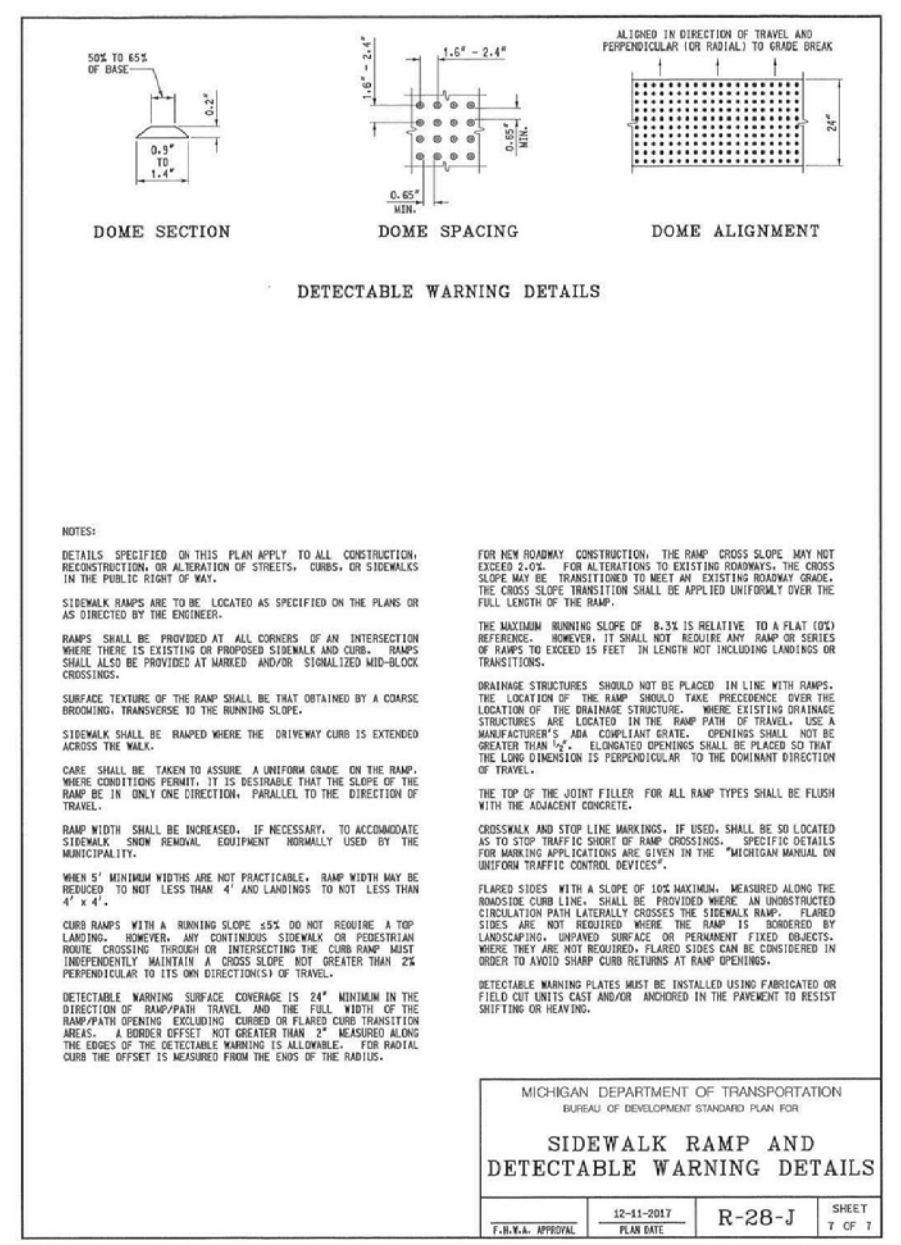 50% TO 65%
OF BASE
0.2"
0.9"
TO
1.4"
DOME SECTION
1.6" - 2.4"
1.6" - 2.4"
0.65"
MIN.
0.65"
MIN.
DOME SPACING
ALIGNED IN DIRECTION OF TRAVEL AND
PERPENDICULAR (OR RADIAL) TO GRADE BREAK
24"
DOME ALIGNMENT
DETECTABLE WARNING DETAILS
NOTES:
DETAILS SPECIFIED ON THIS PLAN APPLY TO ALL CONSTRUCTION,
RECONSTRUCTION, OR ALTERATION OF STREETS, CURBS, OR SIDEWALKS
IN THE PUBLIC RIGHT OF WAY.
SIDEWALK RAMPS ARE TO BE LOCATED AS SPECIFIED ON THE PLANS OR
AS DIRECTED BY THE ENGINEER.
RAMPS SHALL BE PROVIDED AT ALL CORNERS OF AN INTERSECTION
WHERE THERE IS EXISTING OR PROPOSED SIDEWALK AND CURB. RAMPS
SHALL ALSO BE PROVIDED AT MARKED AND/OR SIGNALIZED MID-BLOCK
CROSSINGS.
SURFACE TEXTURE OF THE RAMP SHALL BE THAT OBTAINED BY A COARSE
BROOMING, TRANSVERSE TO THE RUNNING SLOPE.
SIDEWALK SHALL BE RAMPED WHERE THE DRIVEWAY CURB IS EXTENDED
ACROSS THE WALK.
CARE SHALL BE TAKEN TO ASSURE A UNIFORM GRADE ON THE RAMP.
WHERE CONDITIONS PERMIT, IT IS DESIRABLE THAT THE SLOPE OF THE
RAMP BE IN ONLY ONE DIRECTION, PARALLEL TO THE DIRECTION OF
TRAVEL.
RAMP WIDTH SHALL BE INCREASED, IF NECESSARY, TO ACCOMMODATE
SIDEWALK SNOW REMOVAL EQUIPMENT NORMALLY USED BY THE
MUNICIPALITY.
WHEN 5' MINIMUM WIDTHS ARE NOT PRACTICABLE, RAMP WIDTH MAY BE
REDUCED TO NOT LESS THAN 4' AND LANDINGS TO NOT LESS THAN
4' x 4'.
CURB RAMPS WITH A RUNNING SLOPE ≤5% DO NOT REQUIRE A TOP
LANDING. HOWEVER, ANY CONTINUOUS SIDEWALK OR PEDESTRIAN
ROUTE CROSSING THROUGH OR INTERSECTING THE CURB RAMP MUST
INDEPENDENTLY MAINTAIN A CROSS SLOPE NOT GREATER THAN 2%
PERPENDICULAR TO ITS OWN DIRECTION(S) OF TRAVEL.
DETECTABLE WARNING SURFACE COVERAGE IS 24" MINIMUM IN THE
DIRECTION OF RAMP/PATH TRAVEL AND THE FULL WIDTH OF THE
RAMP/PATH OPENING EXCLUDING CURBED OR FLARED CURB TRANSITION
AREAS. A BORDER OFFSET NOT GREATER THAN 2" MEASURED ALONG
THE EDGES OF THE DETECTABLE WARNING IS ALLOWABLE. FOR RADIAL
CURB THE OFFSET IS MEASURED FROM THE ENDS OF THE RADIUS.
FOR NEW ROADWAY CONSTRUCTION, THE RAMP CROSS SLOPE MAY NOT
EXCEED 2.0%. FOR ALTERATIONS TO EXISTING ROADWAYS, THE CROSS
SLOPE MAY BE TRANSITIONED TO MEET AN EXISTING ROADWAY GRADE.
THE CROSS SLOPE TRANSITION SHALL BE APPLIED UNIFORMLY OVER THE
FULL LENGTH OF THE RAMP.
THE MAXIMUM RUNNING SLOPE OF 8.3% IS RELATIVE TO A FLAT (0%)
REFERENCE. HOWEVER, IT SHALL NOT REQUIRE ANY RAMP OR SERIES
OF RAMPS TO EXCEED 15 FEET IN LENGTH NOT INCLUDING LANDINGS OR
TRANSITIONS.
DRAINAGE STRUCTURES SHOULD NOT BE PLACED IN LINE WITH RAMPS.
THE LOCATION OF THE RAMP SHOULD TAKE PRECEDENCE OVER THE
LOCATION OF THE DRAINAGE STRUCTURE. WHERE EXISTING DRAINAGE
STRUCTURES ARE LOCATED IN THE RAMP PATH OF TRAVEL, USE A
MANUFACTURER'S ADA COMPLIANT GRATE. OPENINGS SHALL NOT BE
GREATER THAN ½". ELONGATED OPENINGS SHALL BE PLACED SO THAT
THE LONG DIMENSION IS PERPENDICULAR TO THE DOMINANT DIRECTION
OF TRAVEL.
THE TOP OF THE JOINT FILLER FOR ALL RAMP TYPES SHALL BE FLUSH
WITH THE ADJACENT CONCRETE.
CROSSWALK AND STOP LINE MARKINGS, IF USED, SHALL BE SO LOCATED
AS TO STOP TRAFFIC SHORT OF RAMP CROSSINGS. SPECIFIC DETAILS
FOR MARKING APPLICATIONS ARE GIVEN IN THE "MICHIGAN MANUAL ON
UNIFORM TRAFFIC CONTROL DEVICES".
FLARED SIDES WITH A SLOPE OF 10% MAXIMUM, MEASURED ALONG THE
ROADSIDE CURB LINE, SHALL BE PROVIDED WHERE AN UNOBSTRUCTED
CIRCULATION PATH LATERALLY CROSSES THE SIDEWALK RAMP. FLARED
SIDES ARE NOT REQUIRED WHERE THE RAMP IS BORDERED BY
LANDSCAPING, UNPAVED SURFACE OR PERMANENT FIXED OBJECTS.
WHERE THEY ARE NOT REQUIRED, FLARED SIDES CAN BE CONSIDERED IN
ORDER TO AVOID SHARP CURB RETURNS AT RAMP OPENINGS.
DETECTABLE WARNING PLATES MUST BE INSTALLED USING FABRICATED OR
FIELD CUT UNITS CAST AND/OR ANCHORED IN THE PAVEMENT TO RESIST
SHIFTING OR HEAVING.
MICHIGAN DEPARTMENT OF TRANSPORTATION
BUREAU OF DEVELOPMENT STANDARD PLAN FOR
SIDEWALK RAMP AND
DETECTABLE WARNING DETAILS
F.H.W.A. APPROVAL
12-11-2017
PLAN DATE
R-28-J
SHEET
7 OF 7